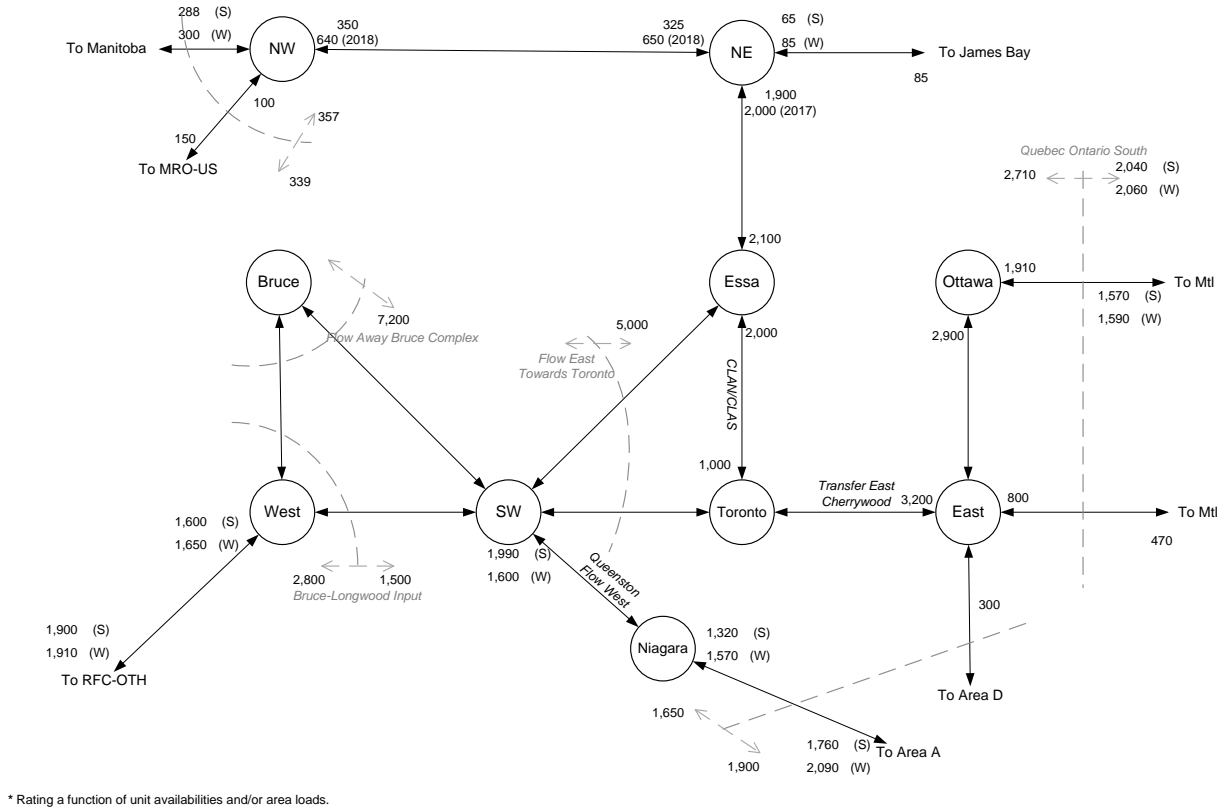 288 (S)
300 (W)
To Manitoba
NW
350
640 (2018)
325
650 (2018)
NE
65 (S)
85 (W)
To James Bay
85
100
150
To MRO-US
357
339
1,900
2,000 (2017)
Quebec Ontario South
2,710
2,040 (S)
2,060 (W)
2,100
Bruce
Essa
Ottawa
1,910
To Mtl
1,570 (S)
1,590 (W)
7,200
Flow Away Bruce Complex
5,000
Flow East
Towards Toronto
2,000
CLAN/CLAS
2,900
1,000
Transfer East
Cherrywood
3,200
West
SW
Toronto
East
800
To Mtl
470
1,600 (S)
1,650 (W)
1,990 (S)
1,600 (W)
Queenston
Flow West
2,800
1,500
Bruce-Longwood Input
300
1,900 (S)
1,910 (W)
To RFC-OTH
Niagara
1,320 (S)
1,570 (W)
To Area D
1,650
1,900
1,760 (S)
2,090 (W)
To Area A
* Rating a function of unit availabilities and/or area loads.